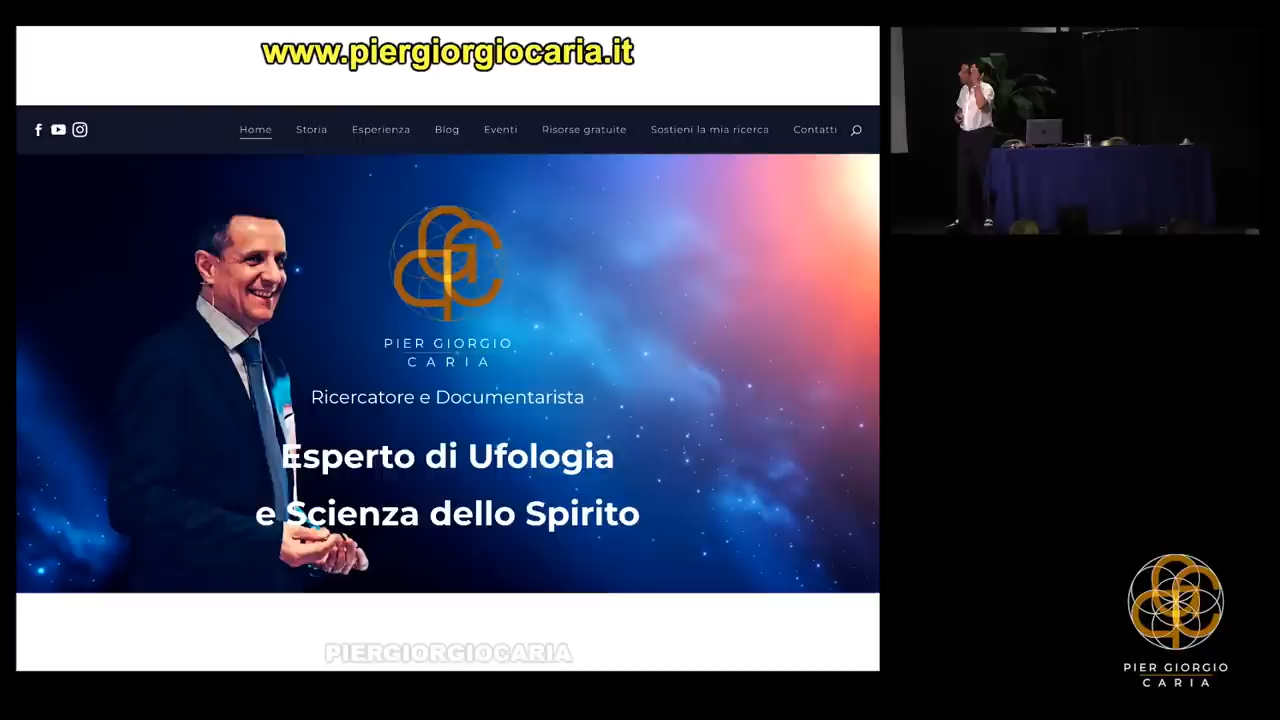 www.piergiorgiocaria.it
Home Storia Esperienza Blog Eventi Risorse gratuite Sostieni la mia ricerca Contatti
PIER GIORGIO
CARIA
Ricercatore e Documentarista
Esperto di Ufologia
e Scienza dello Spirito
PIERGIORGIOCARIA
PIER GIORGIO
CARIA